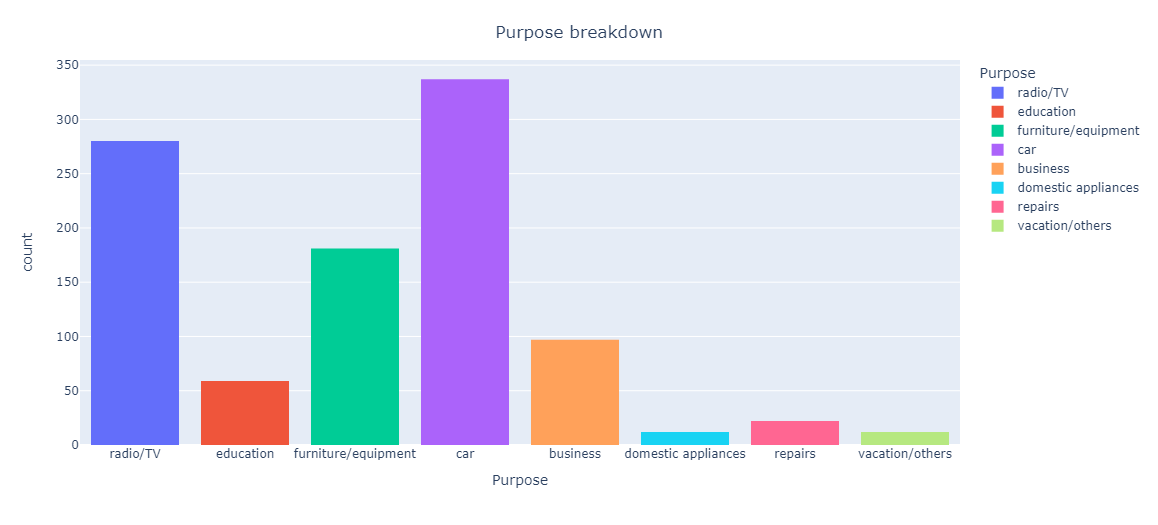 Purpose breakdown
350
300
250
200
150
100
50
0
count
radio/TV
education
furniture/equipment
car
business
domestic appliances
repairs
vacation/others
Purpose
Purpose
radio/TV
education
furniture/equipment
car
business
domestic appliances
repairs
vacation/others